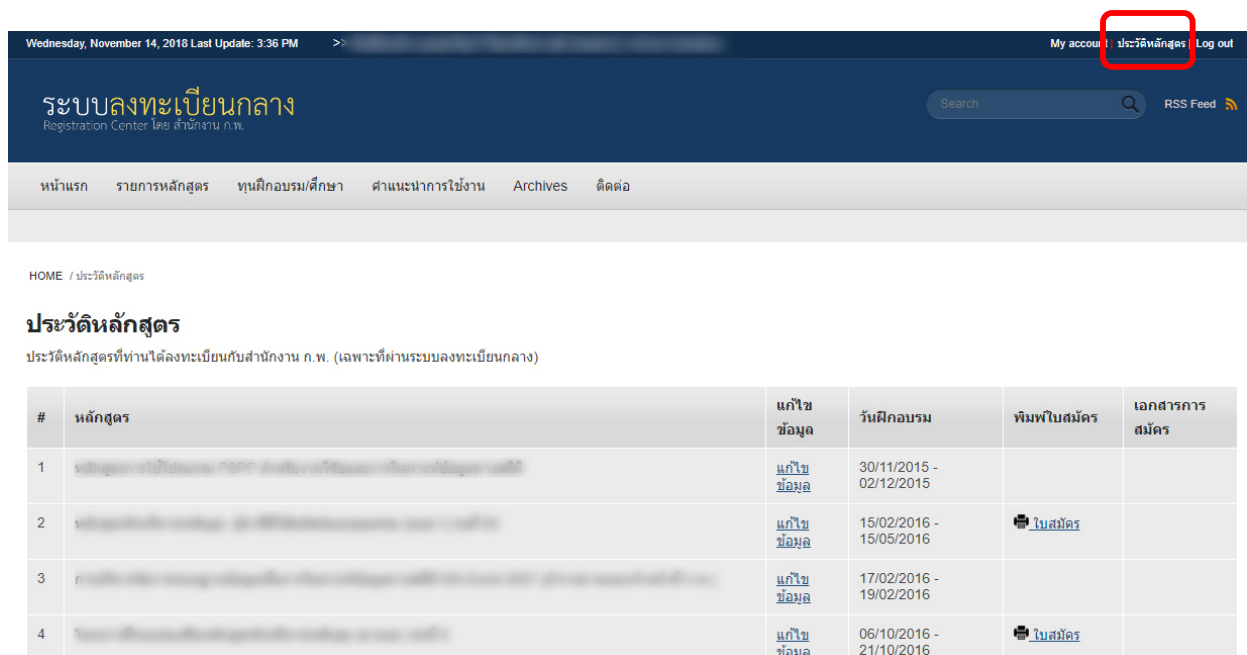 Wednesday, November 14, 2018 Last Update: 3:36 PM >>
My account | ประวัติหลักสูตร | Log out
ระบบลงทะเบียนกลาง
Registration Center โดย สำนักงาน ก.พ.
Search
RSS Feed
หน้าแรก รายการหลักสูตร ทุนฝึกอบรม/ศึกษา คำแนะนำการใช้งาน Archives ติดต่อ
HOME / ประวัติหลักสูตร
ประวัติหลักสูตร
ประวัติหลักสูตรที่ท่านได้ลงทะเบียนกับสำนักงาน ก.พ. (เฉพาะที่ผ่านระบบลงทะเบียนกลาง)
# หลักสูตร แก้ไข วันฝึกอบรม พิมพ์ใบสมัคร เอกสารการ
ข้อมูล สมัคร
1 แก้ไข 30/11/2015 -
ข้อมูล 02/12/2015
2 แก้ไข 15/02/2016 - ใบสมัคร
ข้อมูล 15/05/2016
3 แก้ไข 17/02/2016 -
ข้อมูล 19/02/2016
4 แก้ไข 06/10/2016 - ใบสมัคร
ข้อมูล 21/10/2016